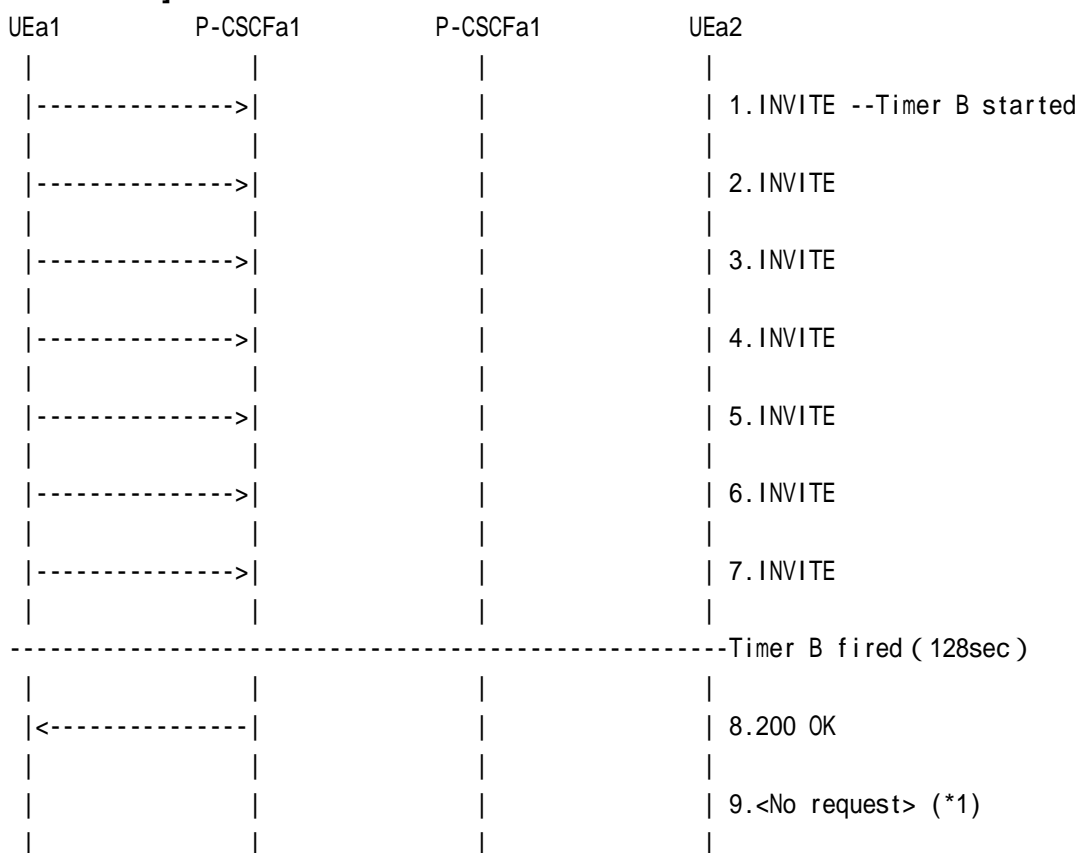 UEa1 P-CSCFa1 P-CSCFa1 UEa2
1.INVITE --Timer B started
2.INVITE
3.INVITE
4.INVITE
5.INVITE
6.INVITE
7.INVITE
Timer B fired(128sec)
8.200 OK
9.<No request> (*1)